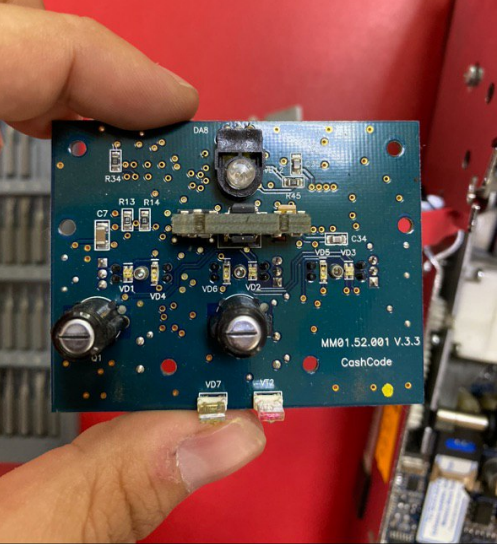 DA8
R34
R45
R13
R14
C7
C34
VD1
VD4
VD6
VD2
VD5
VD3
MM01.52.001 V.3.3
CashCode
VD7
VT2